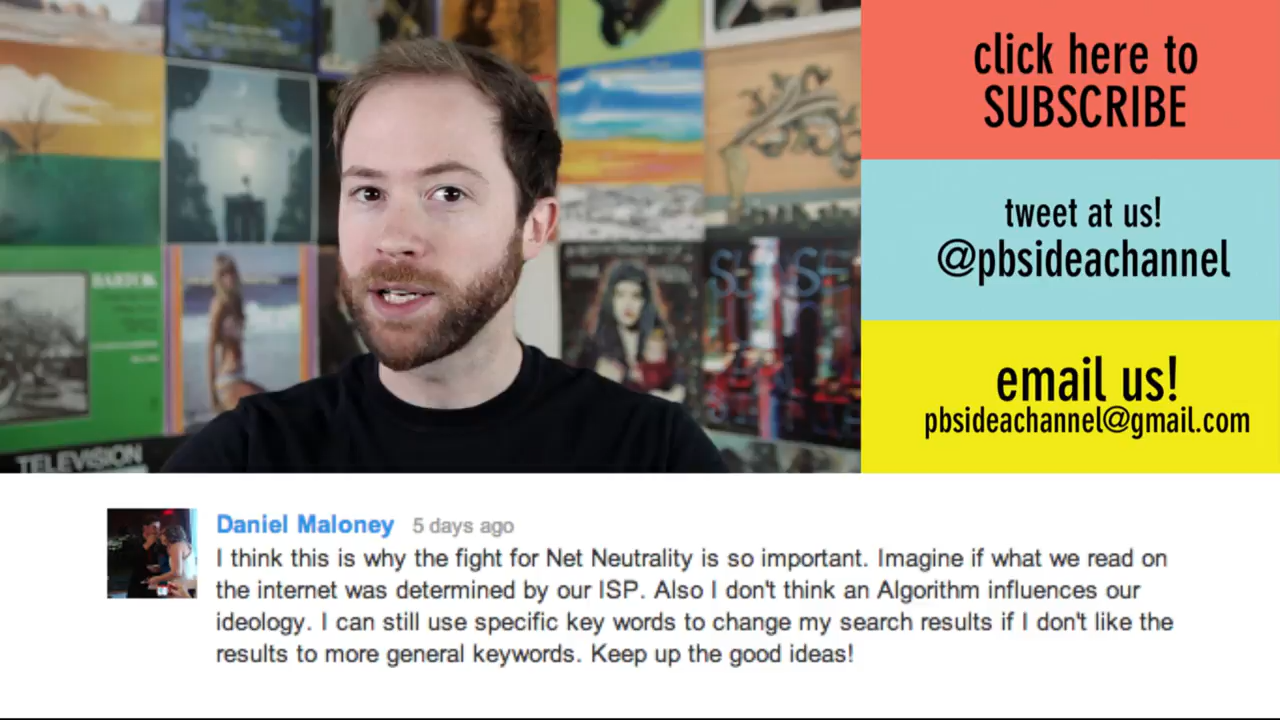 click here to
SUBSCRIBE
tweet at us!
@pbsideachannel
email us!
pbsideachannel@gmail.com
BARTOK
TELEVISION
Daniel Maloney 5 days ago
I think this is why the fight for Net Neutrality is so important. Imagine if what we read on
the internet was determined by our ISP. Also I don't think an Algorithm influences our
ideology. I can still use specific key words to change my search results if I don't like the
results to more general keywords. Keep up the good ideas!